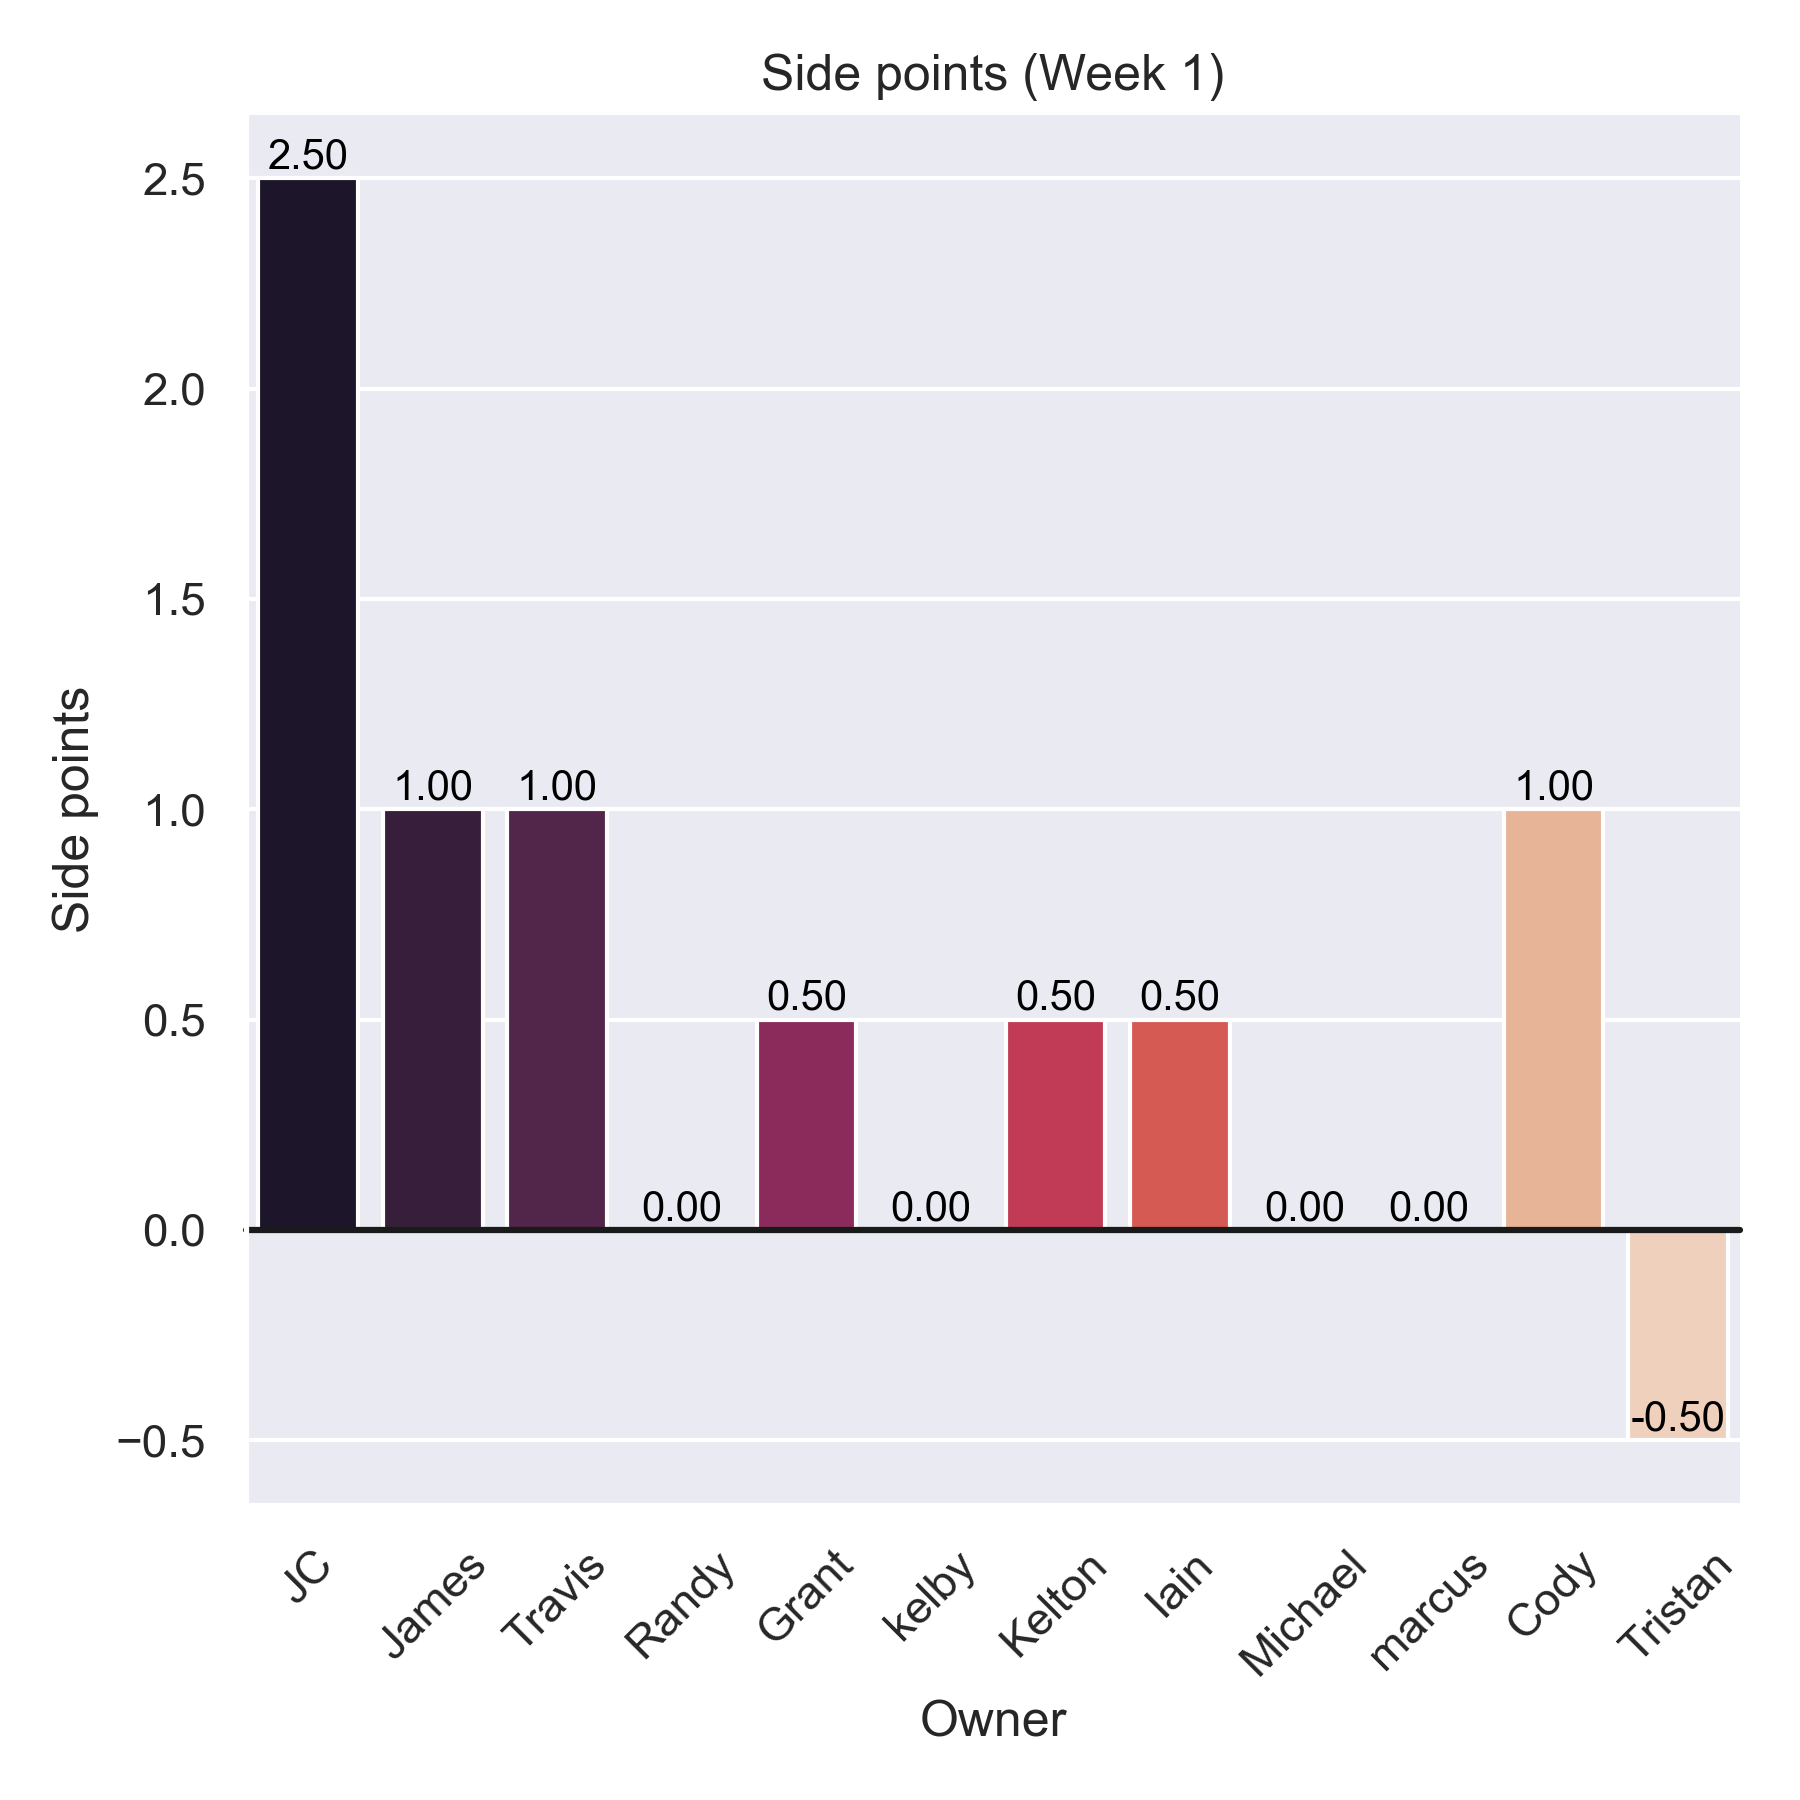 Side points (Week 1)
2.50
2.5
2.0
1.5
1.00 1.00 1.00
1.0
0.50 0.50 0.50
0.5
0.00 0.00 0.00 0.00
0.0
-0.50
−0.5
Side points
JC James Travis Randy Grant kelby Kelton Iain Michael marcus Cody Tristan
Owner